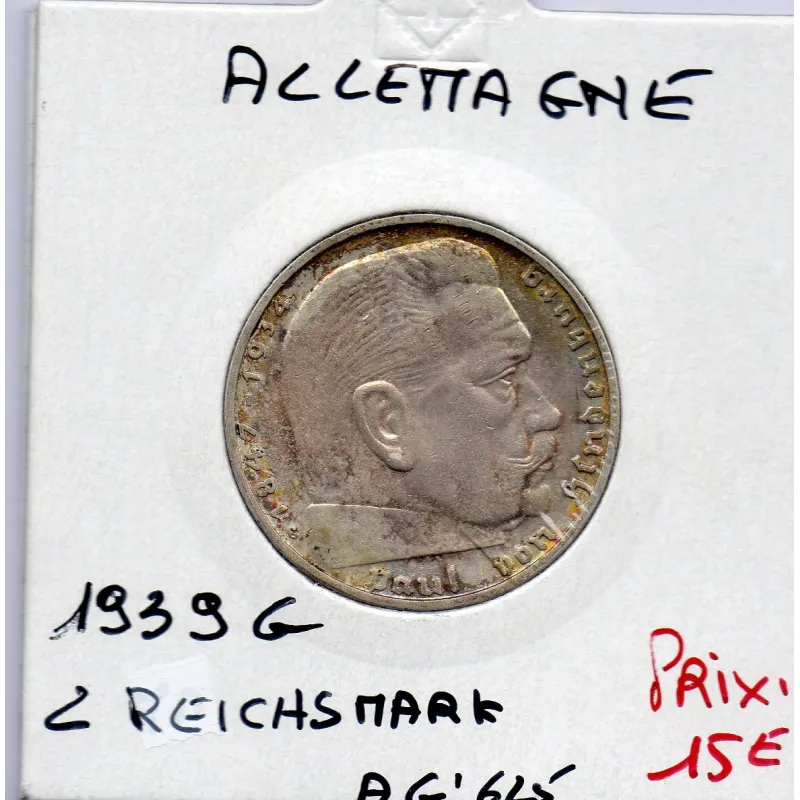 ALLEMAGNE
1847-1934
Paul von Hindenburg
1939 G
2 REICHSMARK
AG' 625
PRIX.
15E